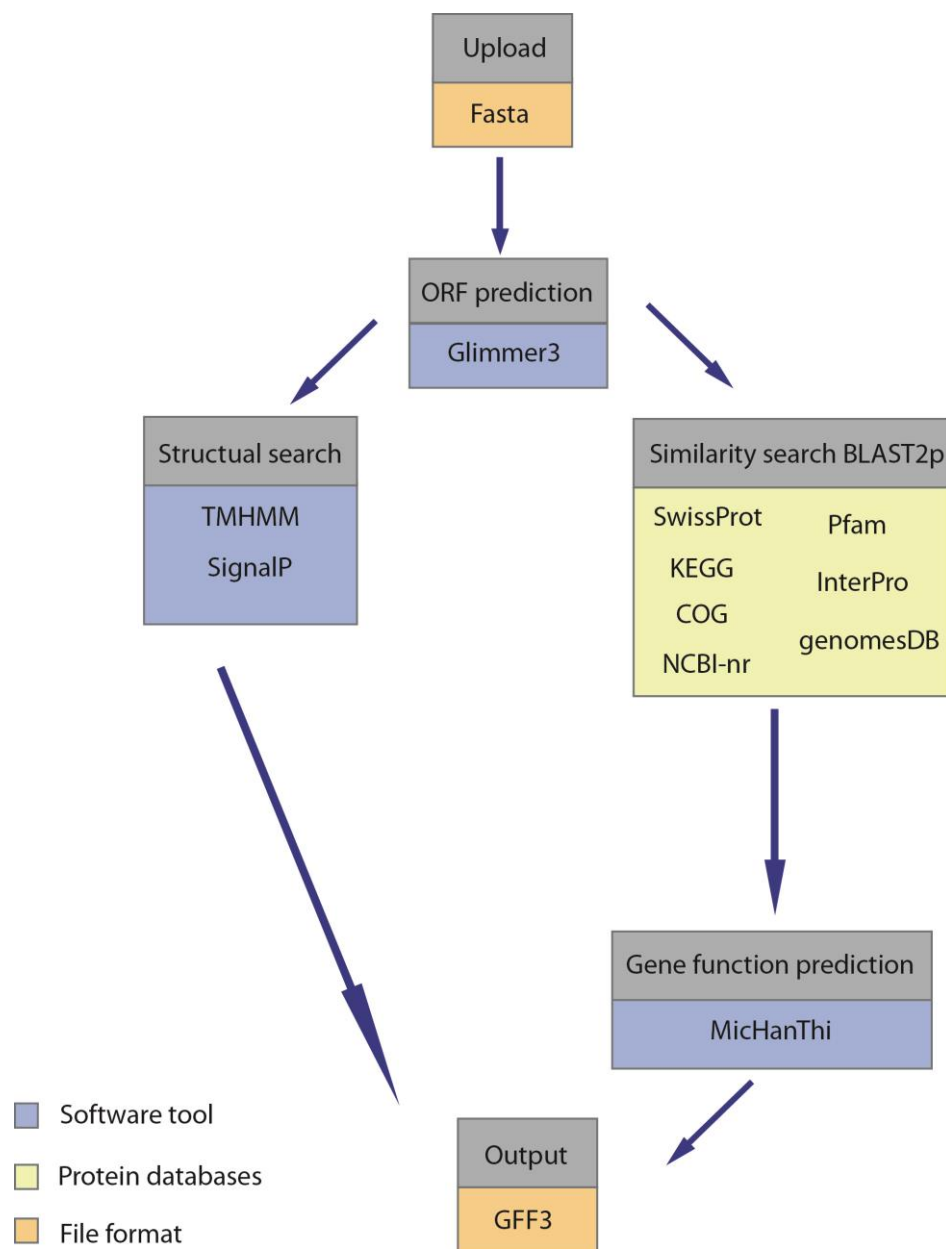 Upload
Fasta
ORF prediction
Glimmer3
Structual search
TMHMM
SignalP
Similarity search BLAST2p
SwissProt
Pfam
KEGG
InterPro
COG
genomesDB
NCBI-nr
Gene function prediction
MicHanThi
Output
GFF3
Software tool
Protein databases
File format